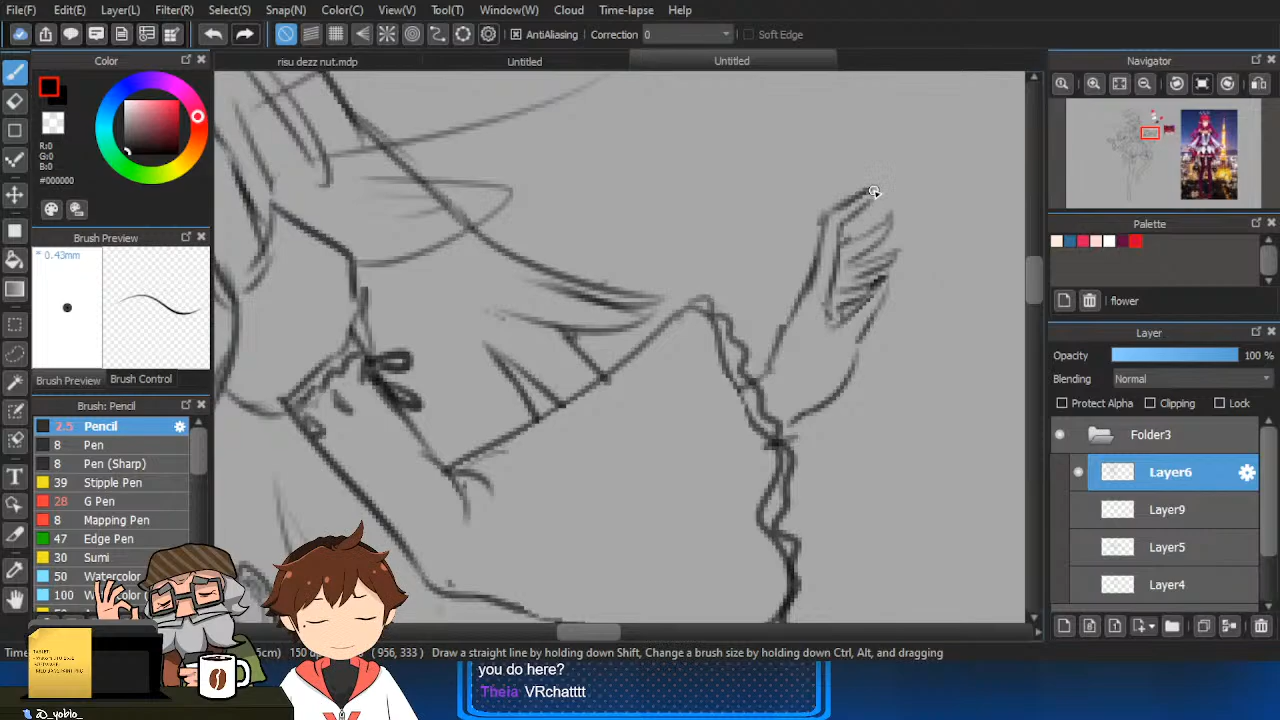 File(F) Edit(E) Layer(L) Filter(R) Select(S) Snap(N) Color(C) View(V) Tool(T) Window(W) Cloud Time-lapse Help
AntiAliasing Correction 0 Soft Edge
Color
risu dezz nut.mdp Untitled Untitled
Navigator
R:0
G:0
B:0
#000000
Brush Preview
0.43mm
Palette
flower
Layer
Opacity 100 %
Blending Normal
Protect Alpha Clipping Lock
Brush Preview Brush Control
Brush: Pencil
2.5 Pencil
8 Pen
8 Pen (Sharp)
39 Stipple Pen
28 G Pen
8 Mapping Pen
47 Edge Pen
30 Sumi
50 Watercolor
100 Watercolor
Folder3
Layer6
Layer9
Layer5
Layer4
150 dpi ( 956, 333 ) Draw a straight line by holding down Shift, Change a brush size by holding down Ctrl, Alt, and dragging
you do here?
Theia VRchatttt